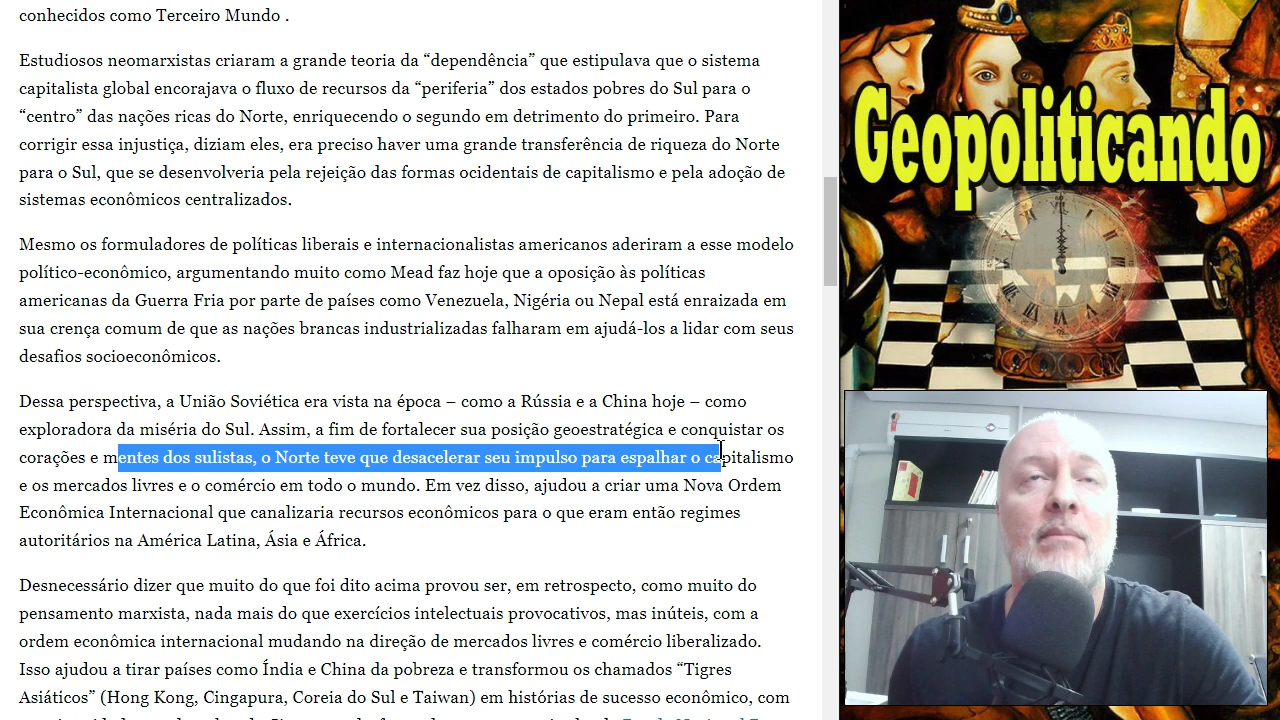 conhecidos como Terceiro Mundo .
Estudiosos neomarxistas criaram a grande teoria da “dependência” que estipulava que o sistema
capitalista global encorajava o fluxo de recursos da “periferia” dos estados pobres do Sul para o
“centro” das nações ricas do Norte, enriquecendo o segundo em detrimento do primeiro. Para
corrigir essa injustiça, diziam eles, era preciso haver uma grande transferência de riqueza do Norte
para o Sul, que se desenvolveria pela rejeição das formas ocidentais de capitalismo e pela adoção de
sistemas econômicos centralizados.
Mesmo os formuladores de políticas liberais e internacionalistas americanos aderiram a esse modelo
político-econômico, argumentando muito como Mead faz hoje que a oposição às políticas
americanas da Guerra Fria por parte de países como Venezuela, Nigéria ou Nepal está enraizada em
sua crença comum de que as nações brancas industrializadas falharam em ajudá-los a lidar com seus
desafios socioeconômicos.
Dessa perspectiva, a União Soviética era vista na época – como a Rússia e a China hoje – como
exploradora da miséria do Sul. Assim, a fim de fortalecer sua posição geoestratégica e conquistar os
corações e mentes dos sulistas, o Norte teve que desacelerar seu impulso para espalhar o capitalismo
e os mercados livres e o comércio em todo o mundo. Em vez disso, ajudou a criar uma Nova Ordem
Econômica Internacional que canalizaria recursos econômicos para o que eram então regimes
autoritários na América Latina, Ásia e África.
Desnecessário dizer que muito do que foi dito acima provou ser, em retrospecto, como muito do
pensamento marxista, nada mais do que exercícios intelectuais provocativos, mas inúteis, com a
ordem econômica internacional mudando na direção de mercados livres e comércio liberalizado.
Isso ajudou a tirar países como Índia e China da pobreza e transformou os chamados “Tigres
Asiáticos” (Hong Kong, Cingapura, Coreia do Sul e Taiwan) em histórias de sucesso econômico, com
Geopoliticando